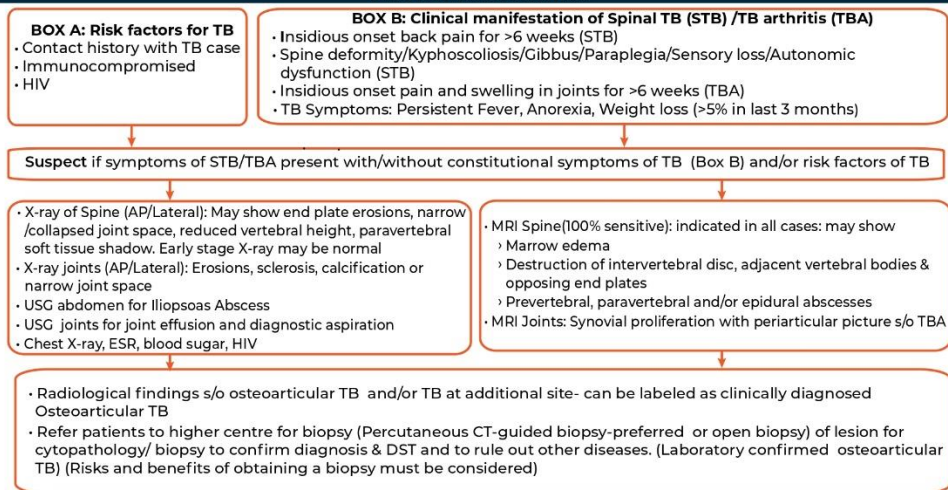 BOX A: Risk factors for TB
• Contact history with TB case
• Immunocompromised
• HIV
BOX B: Clinical manifestation of Spinal TB (STB) /TB arthritis (TBA)
• Insidious onset back pain for >6 weeks (STB)
• Spine deformity/Kyphoscoliosis/Gibbus/Paraplegia/Sensory loss/Autonomic
dysfunction (STB)
• Insidious onset pain and swelling in joints for >6 weeks (TBA)
• TB Symptoms: Persistent Fever, Anorexia, Weight loss (>5% in last 3 months)
Suspect if symptoms of STB/TBA present with/without constitutional symptoms of TB (Box B) and/or risk factors of TB
• X-ray of Spine (AP/Lateral): May show end plate erosions, narrow
/collapsed joint space, reduced vertebral height, paravertebral
soft tissue shadow. Early stage X-ray may be normal
• X-ray joints (AP/Lateral): Erosions, sclerosis, calcification or
narrow joint space
• USG abdomen for Iliopsoas Abscess
• USG joints for joint effusion and diagnostic aspiration
• Chest X-ray, ESR, blood sugar, HIV
• MRI Spine(100% sensitive): indicated in all cases: may show
› Marrow edema
› Destruction of intervertebral disc, adjacent vertebral bodies &
opposing end plates
› Prevertebral, paravertebral and/or epidural abscesses
• MRI Joints: Synovial proliferation with periarticular picture s/o TBA
• Radiological findings s/o osteoarticular TB and/or TB at additional site- can be labeled as clinically diagnosed
Osteoarticular TB
• Refer patients to higher centre for biopsy (Percutaneous CT-guided biopsy-preferred or open biopsy) of lesion for
cytopathology/ biopsy to confirm diagnosis & DST and to rule out other diseases. (Laboratory confirmed osteoarticular
TB) (Risks and benefits of obtaining a biopsy must be considered)